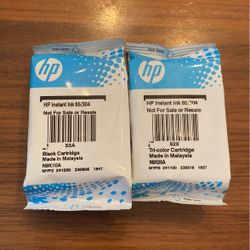 hp
HP Instant Ink 65/304
Not For Sale or Resale
63A
Black Cartridge
Made in Malaysia
N9K10A
hp
HP Instant Ink 65/304
Not For Sale or Resale
63X
Tri-color Cartridge
Made in Malaysia